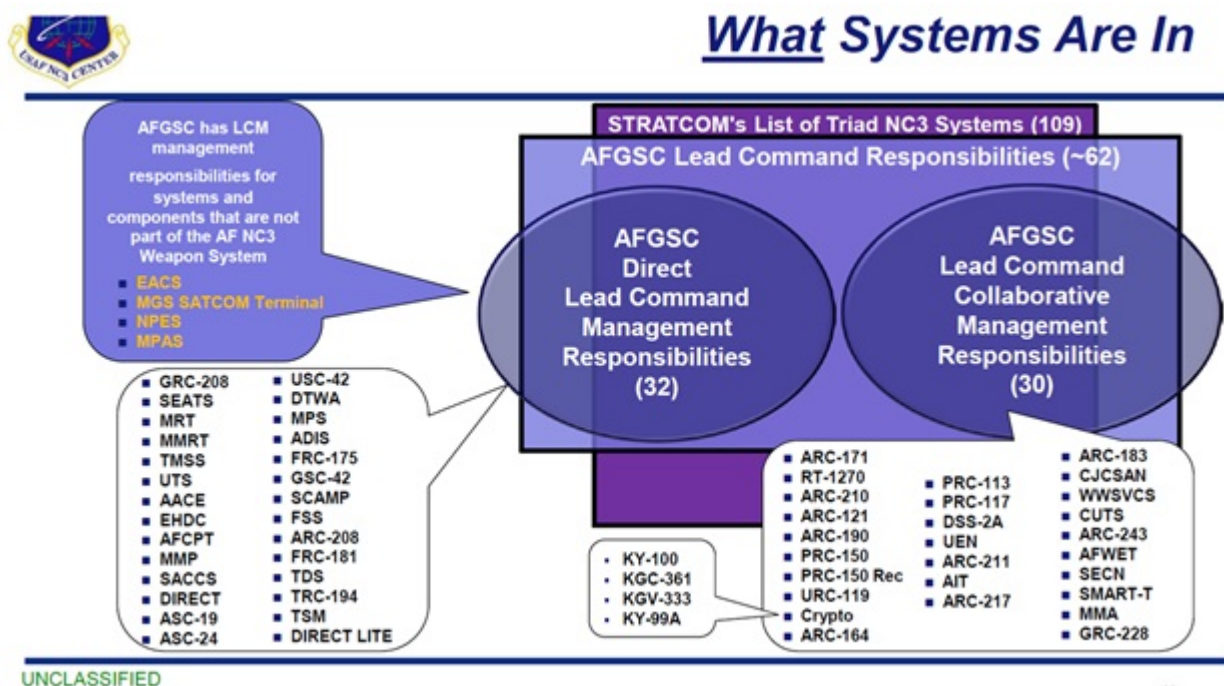 USAF NC3 CENTER
What Systems Are In
AFGSC has LCM
management
responsibilities for
systems and
components that are not
part of the AF NC3
Weapon System
■ EACS
■ MGS SATCOM Terminal
■ NPES
■ MPAS
STRATCOM's List of Triad NC3 Systems (109)
AFGSC Lead Command Responsibilities (~62)
AFGSC
Direct
Lead Command
Management
Responsibilities
(32)
AFGSC
Lead Command
Collaborative
Management
Responsibilities
(30)
■ GRC-208
■ SEATS
■ MRT
■ MMRT
■ TMSS
■ UTS
■ AACE
■ EHDC
■ AFCPT
■ MMP
■ SACCS
■ DIRECT
■ ASC-19
■ ASC-24
■ USC-42
■ DTWA
■ MPS
■ ADIS
■ FRC-175
■ GSC-42
■ SCAMP
■ FSS
■ ARC-208
■ FRC-181
■ TDS
■ TRC-194
■ TSM
■ DIRECT LITE
• KY-100
• KGC-361
• KGV-333
• KY-99A
■ ARC-171
■ RT-1270
■ ARC-210
■ ARC-121
■ ARC-190
■ PRC-150
■ PRC-150 Rec
■ URC-119
■ Crypto
■ ARC-164
■ PRC-113
■ PRC-117
■ DSS-2A
■ UEN
■ ARC-211
■ AIT
■ ARC-217
■ ARC-183
■ CJCSAN
■ WWSVCS
■ CUTS
■ ARC-243
■ AFWET
■ SECN
■ SMART-T
■ MMA
■ GRC-228
UNCLASSIFIED